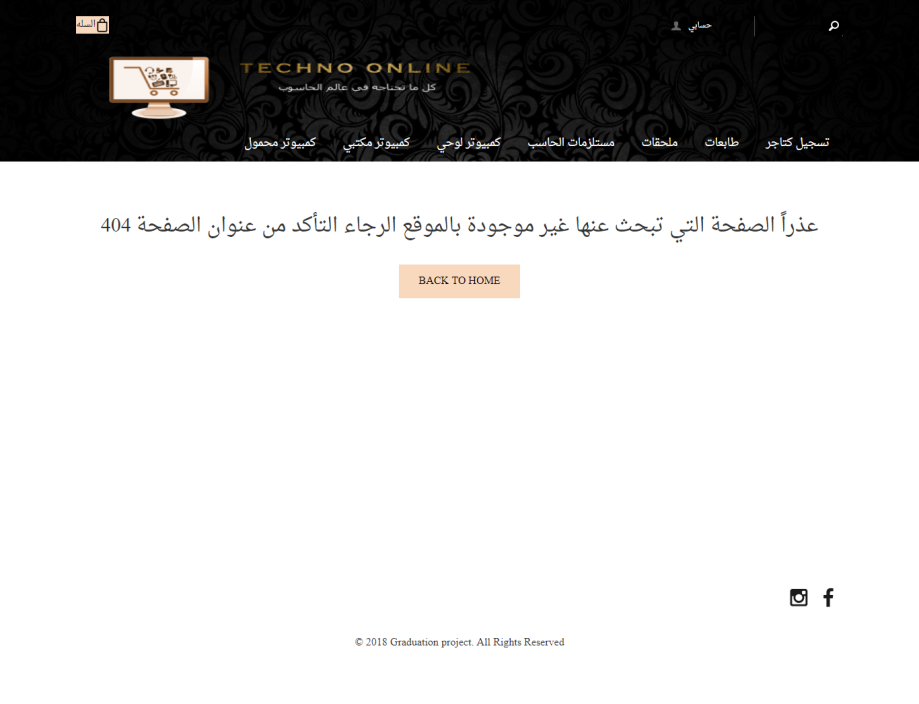 حسابي
السله
TECHNO ONLINE
كل ما تحتاجه في عالم الحاسوب
تسجيل كتاجر طابعات ملحقات مستلزمات الحاسب كمبيوتر لوحي كمبيوتر مكتبي كمبيوتر محمول
عذراً الصفحة التي تبحث عنها غير موجودة بالموقع الرجاء التأكد من عنوان الصفحة 404
BACK TO HOME
© 2018 Graduation project. All Rights Reserved